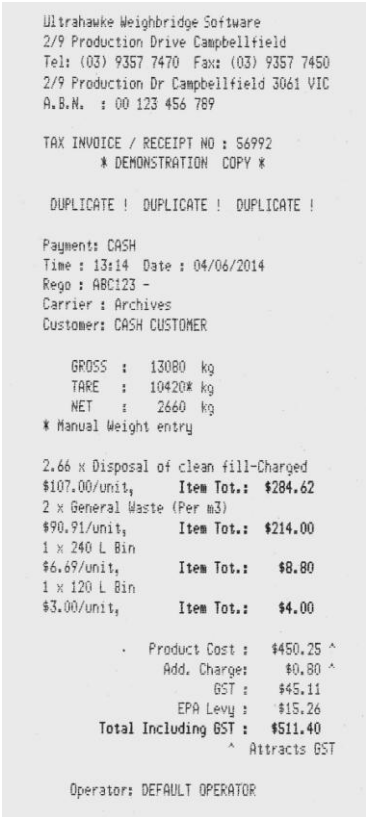 Ultrahawke Weighbridge Software
2/9 Production Drive Campbellfield
Tel: (03) 9357 7470 Fax: (03) 9357 7450
2/9 Production Dr Campbellfield 3061 VIC
A.B.N. : 00 123 456 789
TAX INVOICE / RECEIPT NO : 56992
* DEMONSTRATION COPY *
DUPLICATE ! DUPLICATE ! DUPLICATE !
Payment: CASH
Time : 13:14 Date : 04/06/2014
Rego : ABC123 -
Carrier : Archives
Customer: CASH CUSTOMER
GROSS : 13080 kg
TARE : 10420* kg
NET : 2660 kg
* Manual Weight entry
2.66 x Disposal of clean fill-Charged
$107.00/unit, Item Tot.: $284.62
2 x General Waste (Per m3)
$90.91/unit, Item Tot.: $214.00
1 x 240 L Bin
$6.69/unit, Item Tot.: $8.80
1 x 120 L Bin
$3.00/unit, Item Tot.: $4.00
Product Cost : $450.25 ^
Add. Charge: $0.80 ^
GST : $45.11
EPA Levy : $15.26
Total Including GST : $511.40
^ Attracts GST
Operator: DEFAULT OPERATOR